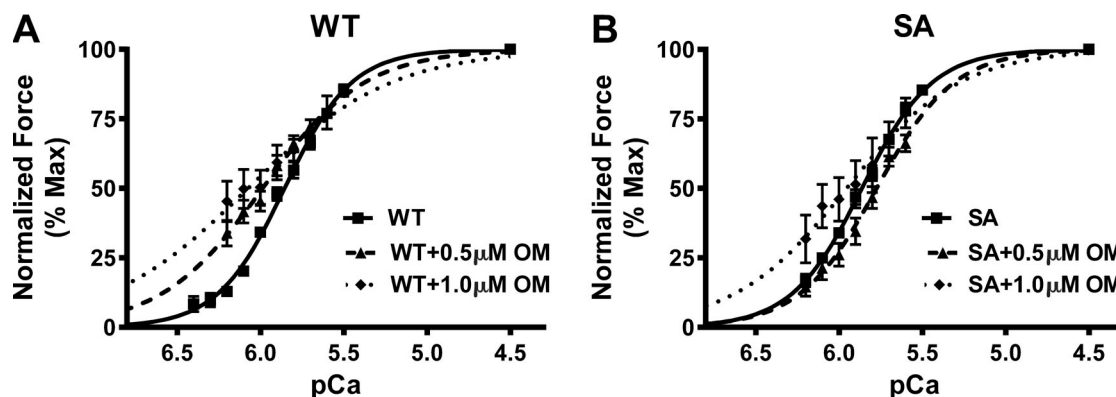 A
WT
Normalized Force
(% Max)
100
75
50
25
0
6.5 6.0 5.5 5.0 4.5
pCa
WT
WT+0.5μM OM
WT+1.0μM OM
B
SA
Normalized Force
(% Max)
100
75
50
25
0
6.5 6.0 5.5 5.0 4.5
pCa
SA
SA+0.5μM OM
SA+1.0μM OM